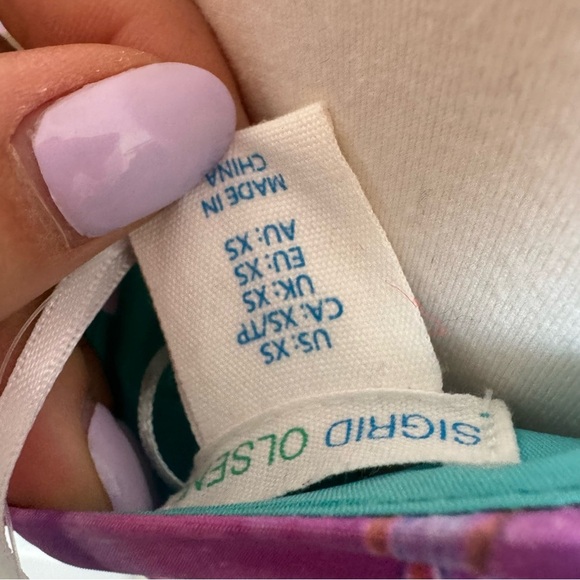 SIGRID OLSEN
US: XS
CA: XS/TP
UK: XS
EU: XS
AU: XS
MADE IN
CHINA